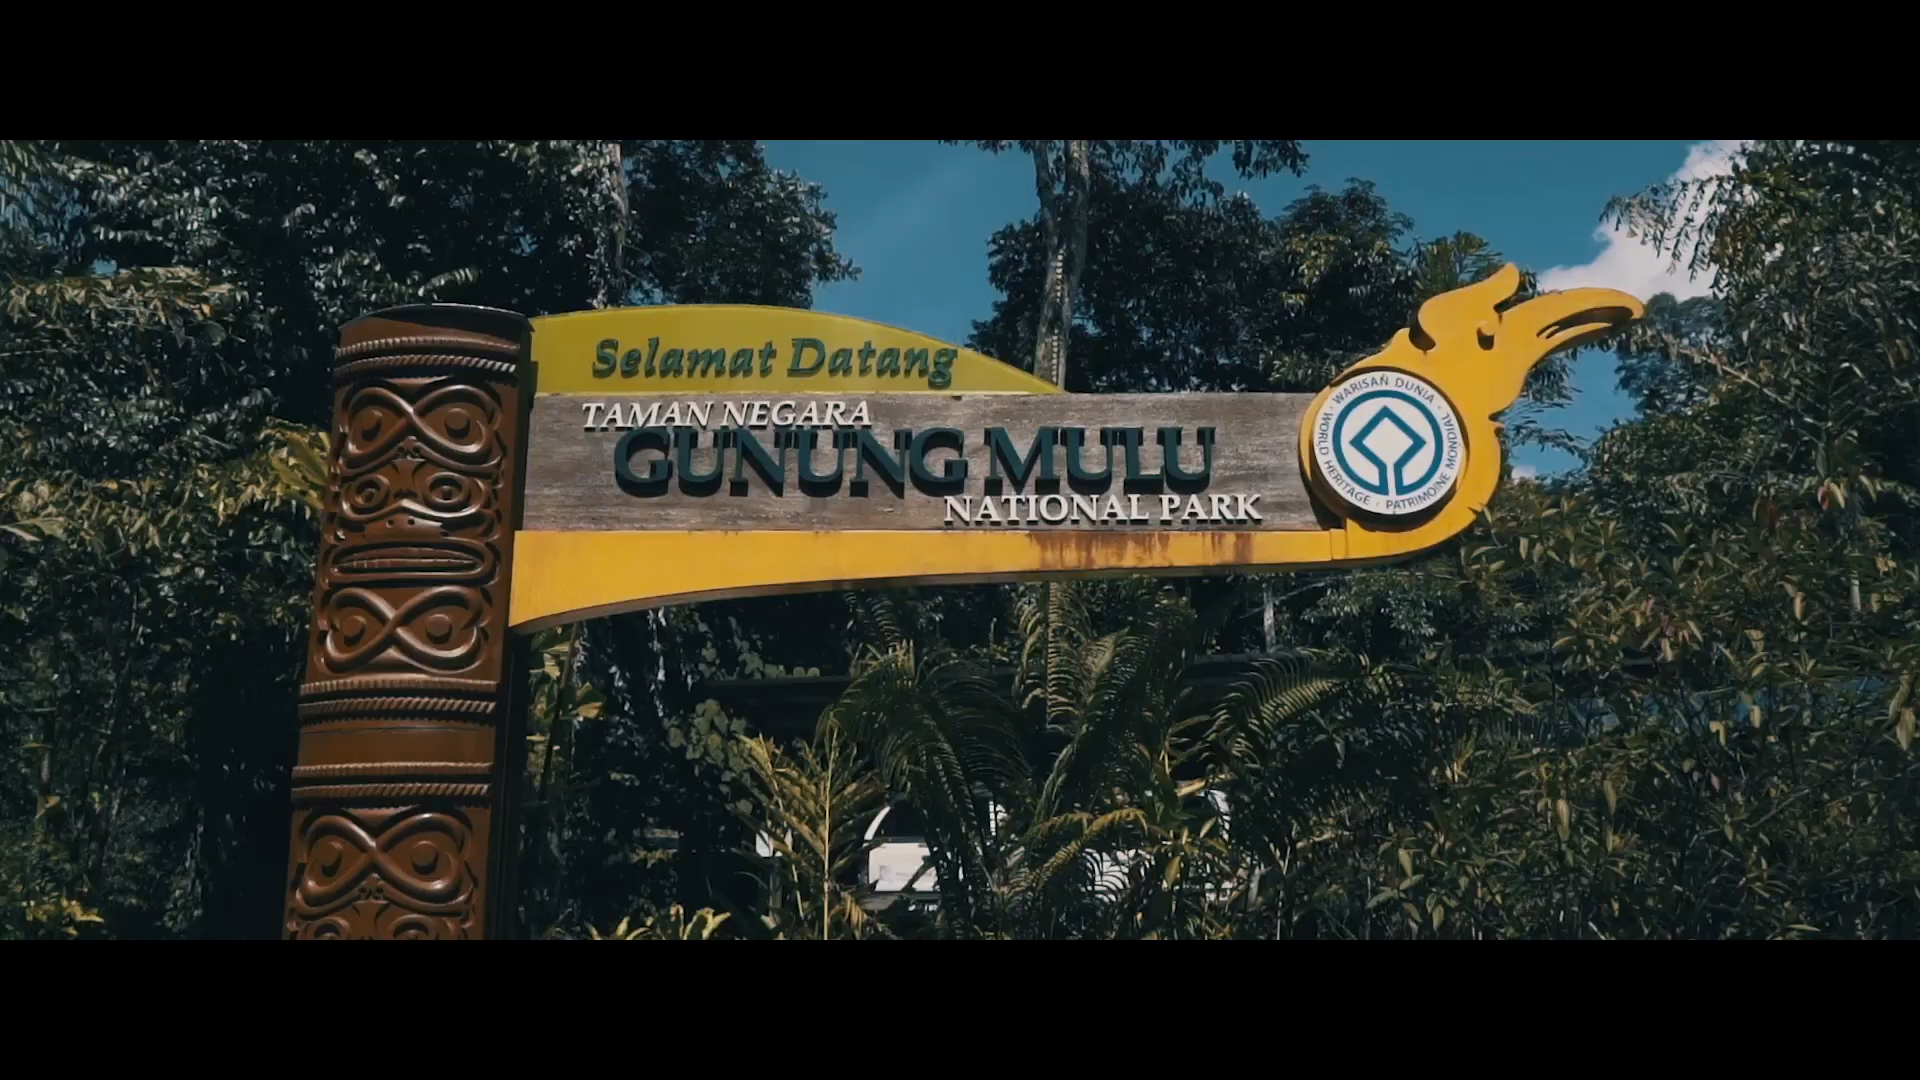 Selamat Datang
TAMAN NEGARA
GUNUNG MULU
NATIONAL PARK
WARISAN DUNIA · WORLD HERITAGE · PATRIMOINE MONDIAL ·